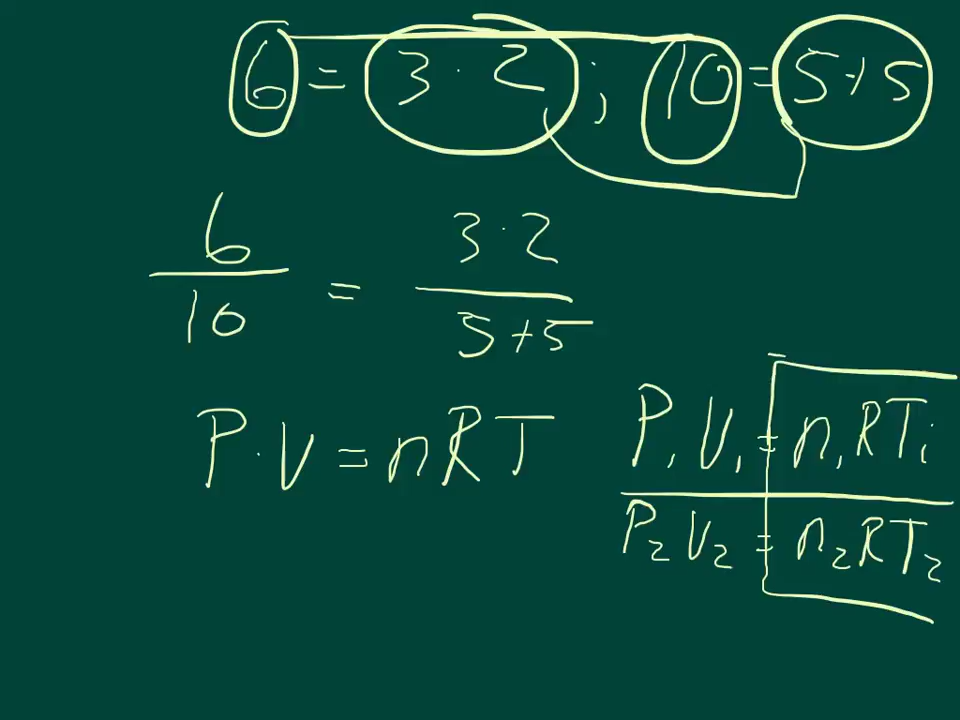 6 = 3 · 2 ; 10 = 5 + 5
6/10 = 3 · 2/5 + 5
P · V = nRT
P₁V₁ = n₁RT₁
P₂V₂ = n₂RT₂